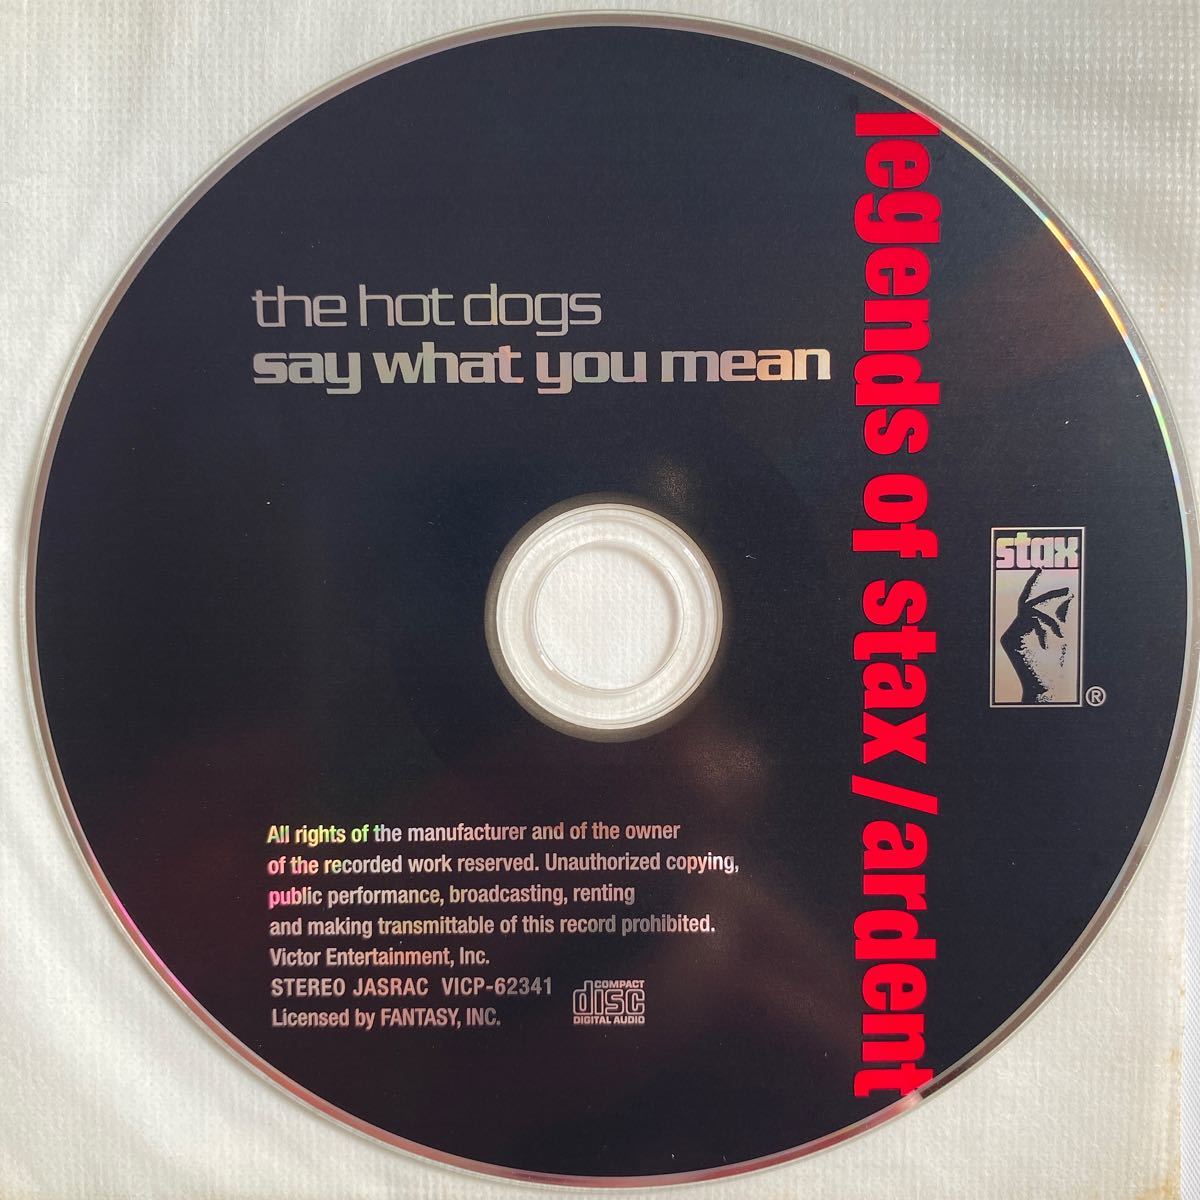 the hot dogs
say what you mean
legends of stax/ardent
stax
®
All rights of the manufacturer and of the owner
of the recorded work reserved. Unauthorized copying,
public performance, broadcasting, renting
and making transmittable of this record prohibited.
Victor Entertainment, Inc.
STEREO JASRAC VICP-62341
Licensed by FANTASY, INC.
COMPACT
disc
DIGITAL AUDIO